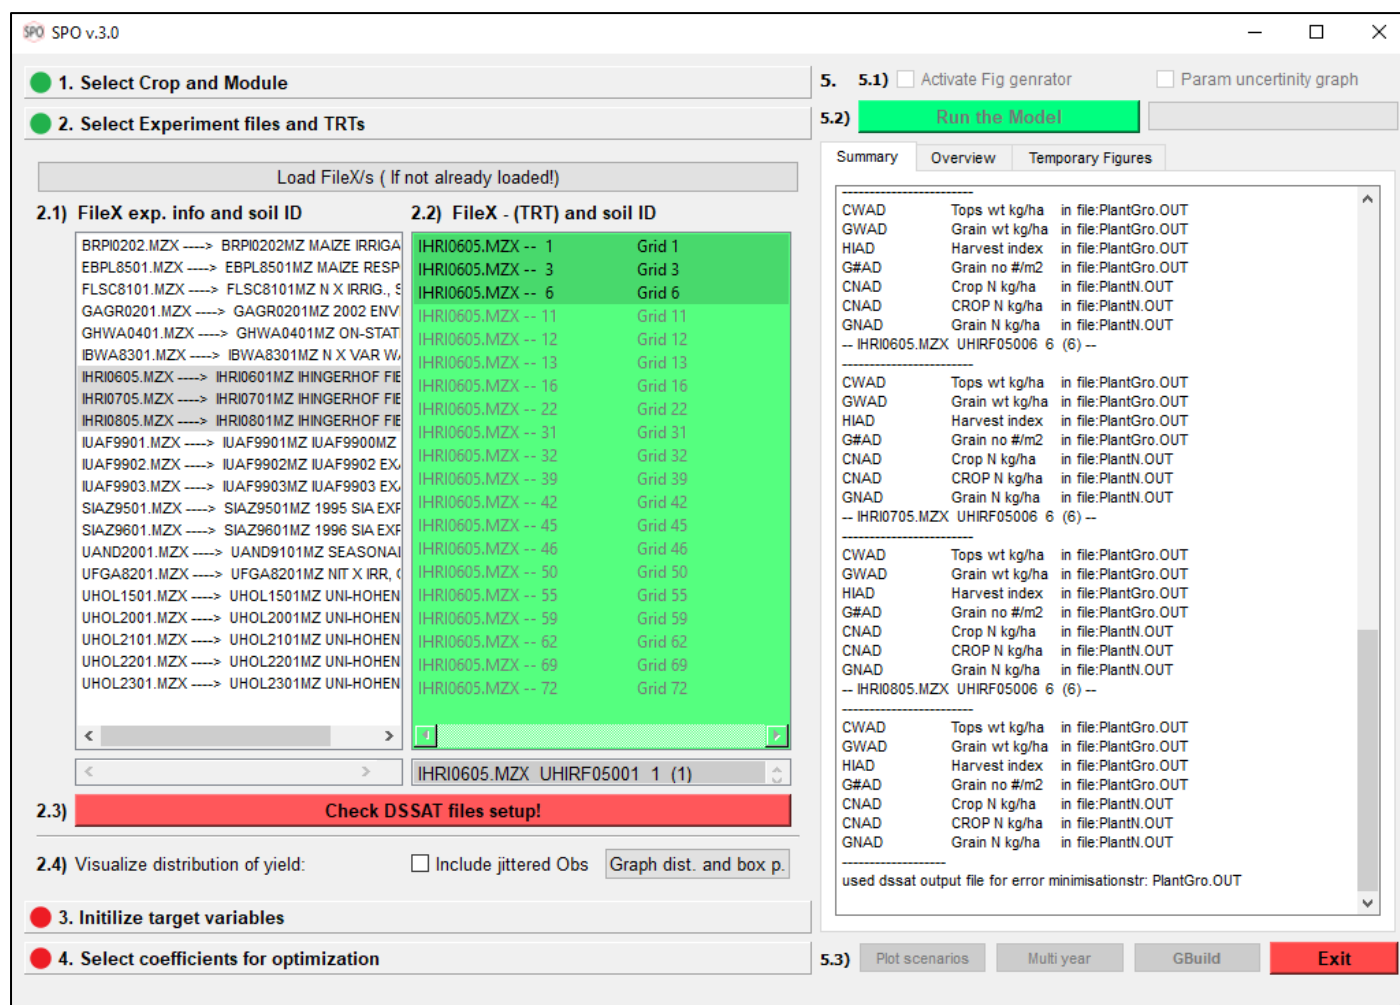 SPO SPO v.3.0
1. Select Crop and Module
2. Select Experiment files and TRTs
Load FileX/s ( If not already loaded!)
2.1) FileX exp. info and soil ID
BRPI0202.MZX ----> BRPI0202MZ MAIZE IRRIGA
EBPL8501.MZX ----> EBPL8501MZ MAIZE RESP
FLSC8101.MZX ----> FLSC8101MZ N X IRRIG., S
GAGR0201.MZX ----> GAGR0201MZ 2002 ENV
GHWA0401.MZX ----> GHWA0401MZ ON-STATI
IBWA8301.MZX ----> IBWA8301MZ N X VAR W
IHRI0605.MZX ----> IHRI0601MZ IHINGERHOF FIE
IHRI0705.MZX ----> IHRI0701MZ IHINGERHOF FIE
IHRI0805.MZX ----> IHRI0801MZ IHINGERHOF FIE
IUAF9901.MZX ----> IUAF9901MZ IUAF9900MZ
IUAF9902.MZX ----> IUAF9902MZ IUAF9902 EX
IUAF9903.MZX ----> IUAF9903MZ IUAF9903 EX
SIAZ9501.MZX ----> SIAZ9501MZ 1995 SIA EXF
SIAZ9601.MZX ----> SIAZ9601MZ 1996 SIA EXF
UAND2001.MZX ----> UAND9101MZ SEASONAI
UFGA8201.MZX ----> UFGA8201MZ NIT X IRR, (
UHOL1501.MZX ----> UHOL1501MZ UNI-HOHEN
UHOL2001.MZX ----> UHOL2001MZ UNI-HOHEN
UHOL2101.MZX ----> UHOL2101MZ UNI-HOHEN
UHOL2201.MZX ----> UHOL2201MZ UNI-HOHEN
UHOL2301.MZX ----> UHOL2301MZ UNI-HOHEN
2.2) FileX - (TRT) and soil ID
IHRI0605.MZX -- 1 Grid 1
IHRI0605.MZX -- 3 Grid 3
IHRI0605.MZX -- 6 Grid 6
IHRI0605.MZX -- 11 Grid 11
IHRI0605.MZX -- 12 Grid 12
IHRI0605.MZX -- 13 Grid 13
IHRI0605.MZX -- 16 Grid 16
IHRI0605.MZX -- 22 Grid 22
IHRI0605.MZX -- 31 Grid 31
IHRI0605.MZX -- 32 Grid 32
IHRI0605.MZX -- 39 Grid 39
IHRI0605.MZX -- 42 Grid 42
IHRI0605.MZX -- 45 Grid 45
IHRI0605.MZX -- 46 Grid 46
IHRI0605.MZX -- 50 Grid 50
IHRI0605.MZX -- 55 Grid 55
IHRI0605.MZX -- 59 Grid 59
IHRI0605.MZX -- 62 Grid 62
IHRI0605.MZX -- 69 Grid 69
IHRI0605.MZX -- 72 Grid 72
IHRI0605.MZX UHIRF05001 1 (1)
2.3) Check DSSAT files setup!
2.4) Visualize distribution of yield: Include jittered Obs Graph dist. and box p.
3. Initilize target variables
4. Select coefficients for optimization
5. 5.1) Activate Fig genrator Param uncertinity graph
5.2) Run the Model
Summary Overview Temporary Figures
------------------------
CWAD Tops wt kg/ha in file:PlantGro.OUT
GWAD Grain wt kg/ha in file:PlantGro.OUT
HIAD Harvest index in file:PlantGro.OUT
G#AD Grain no #/m2 in file:PlantGro.OUT
CNAD Crop N kg/ha in file:PlantN.OUT
CNAD CROP N kg/ha in file:PlantN.OUT
GNAD Grain N kg/ha in file:PlantN.OUT
-- IHRI0605.MZX UHIRF05006 6 (6) --
------------------------
CWAD Tops wt kg/ha in file:PlantGro.OUT
GWAD Grain wt kg/ha in file:PlantGro.OUT
HIAD Harvest index in file:PlantGro.OUT
G#AD Grain no #/m2 in file:PlantGro.OUT
CNAD Crop N kg/ha in file:PlantN.OUT
CNAD CROP N kg/ha in file:PlantN.OUT
GNAD Grain N kg/ha in file:PlantN.OUT
-- IHRI0705.MZX UHIRF05006 6 (6) --
------------------------
CWAD Tops wt kg/ha in file:PlantGro.OUT
GWAD Grain wt kg/ha in file:PlantGro.OUT
HIAD Harvest index in file:PlantGro.OUT
G#AD Grain no #/m2 in file:PlantGro.OUT
CNAD Crop N kg/ha in file:PlantN.OUT
CNAD CROP N kg/ha in file:PlantN.OUT
GNAD Grain N kg/ha in file:PlantN.OUT
-- IHRI0805.MZX UHIRF05006 6 (6) --
------------------------
CWAD Tops wt kg/ha in file:PlantGro.OUT
GWAD Grain wt kg/ha in file:PlantGro.OUT
HIAD Harvest index in file:PlantGro.OUT
G#AD Grain no #/m2 in file:PlantGro.OUT
CNAD Crop N kg/ha in file:PlantN.OUT
CNAD CROP N kg/ha in file:PlantN.OUT
GNAD Grain N kg/ha in file:PlantN.OUT
-------------------
used dssat output file for error minimisationstr: PlantGro.OUT
5.3) Plot scenarios Multi year GBuild Exit